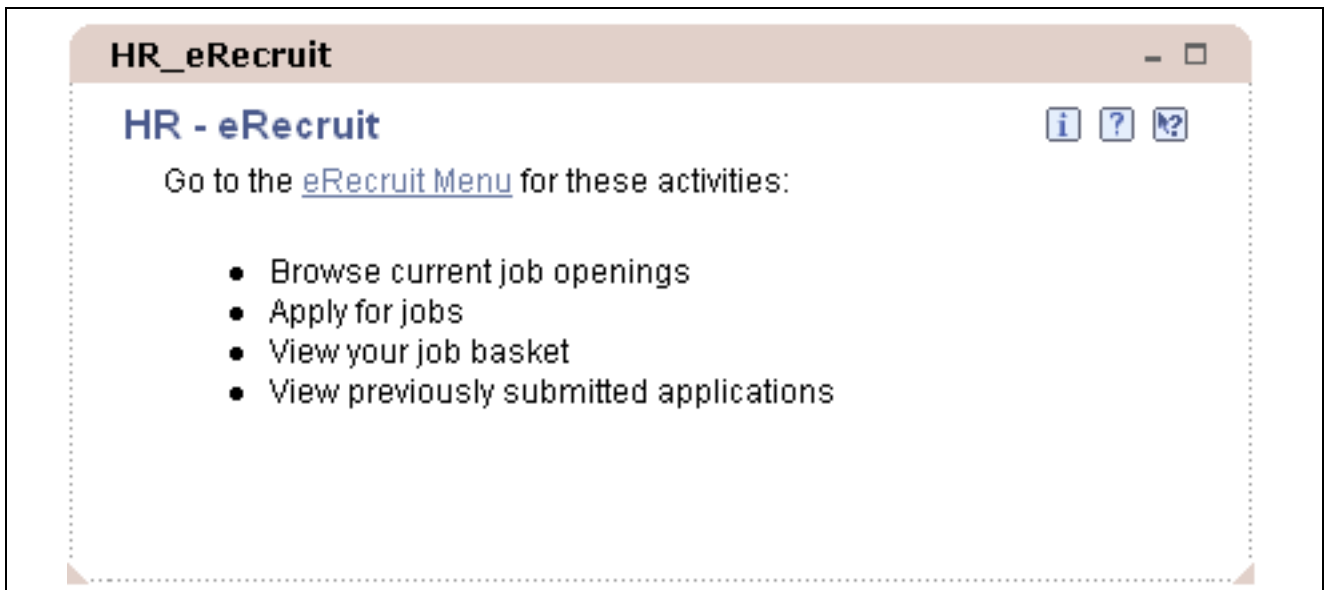 HR_eRecruit
HR - eRecruit
i ? ?
Go to the eRecruit Menu for these activities:
● Browse current job openings
● Apply for jobs
● View your job basket
● View previously submitted applications